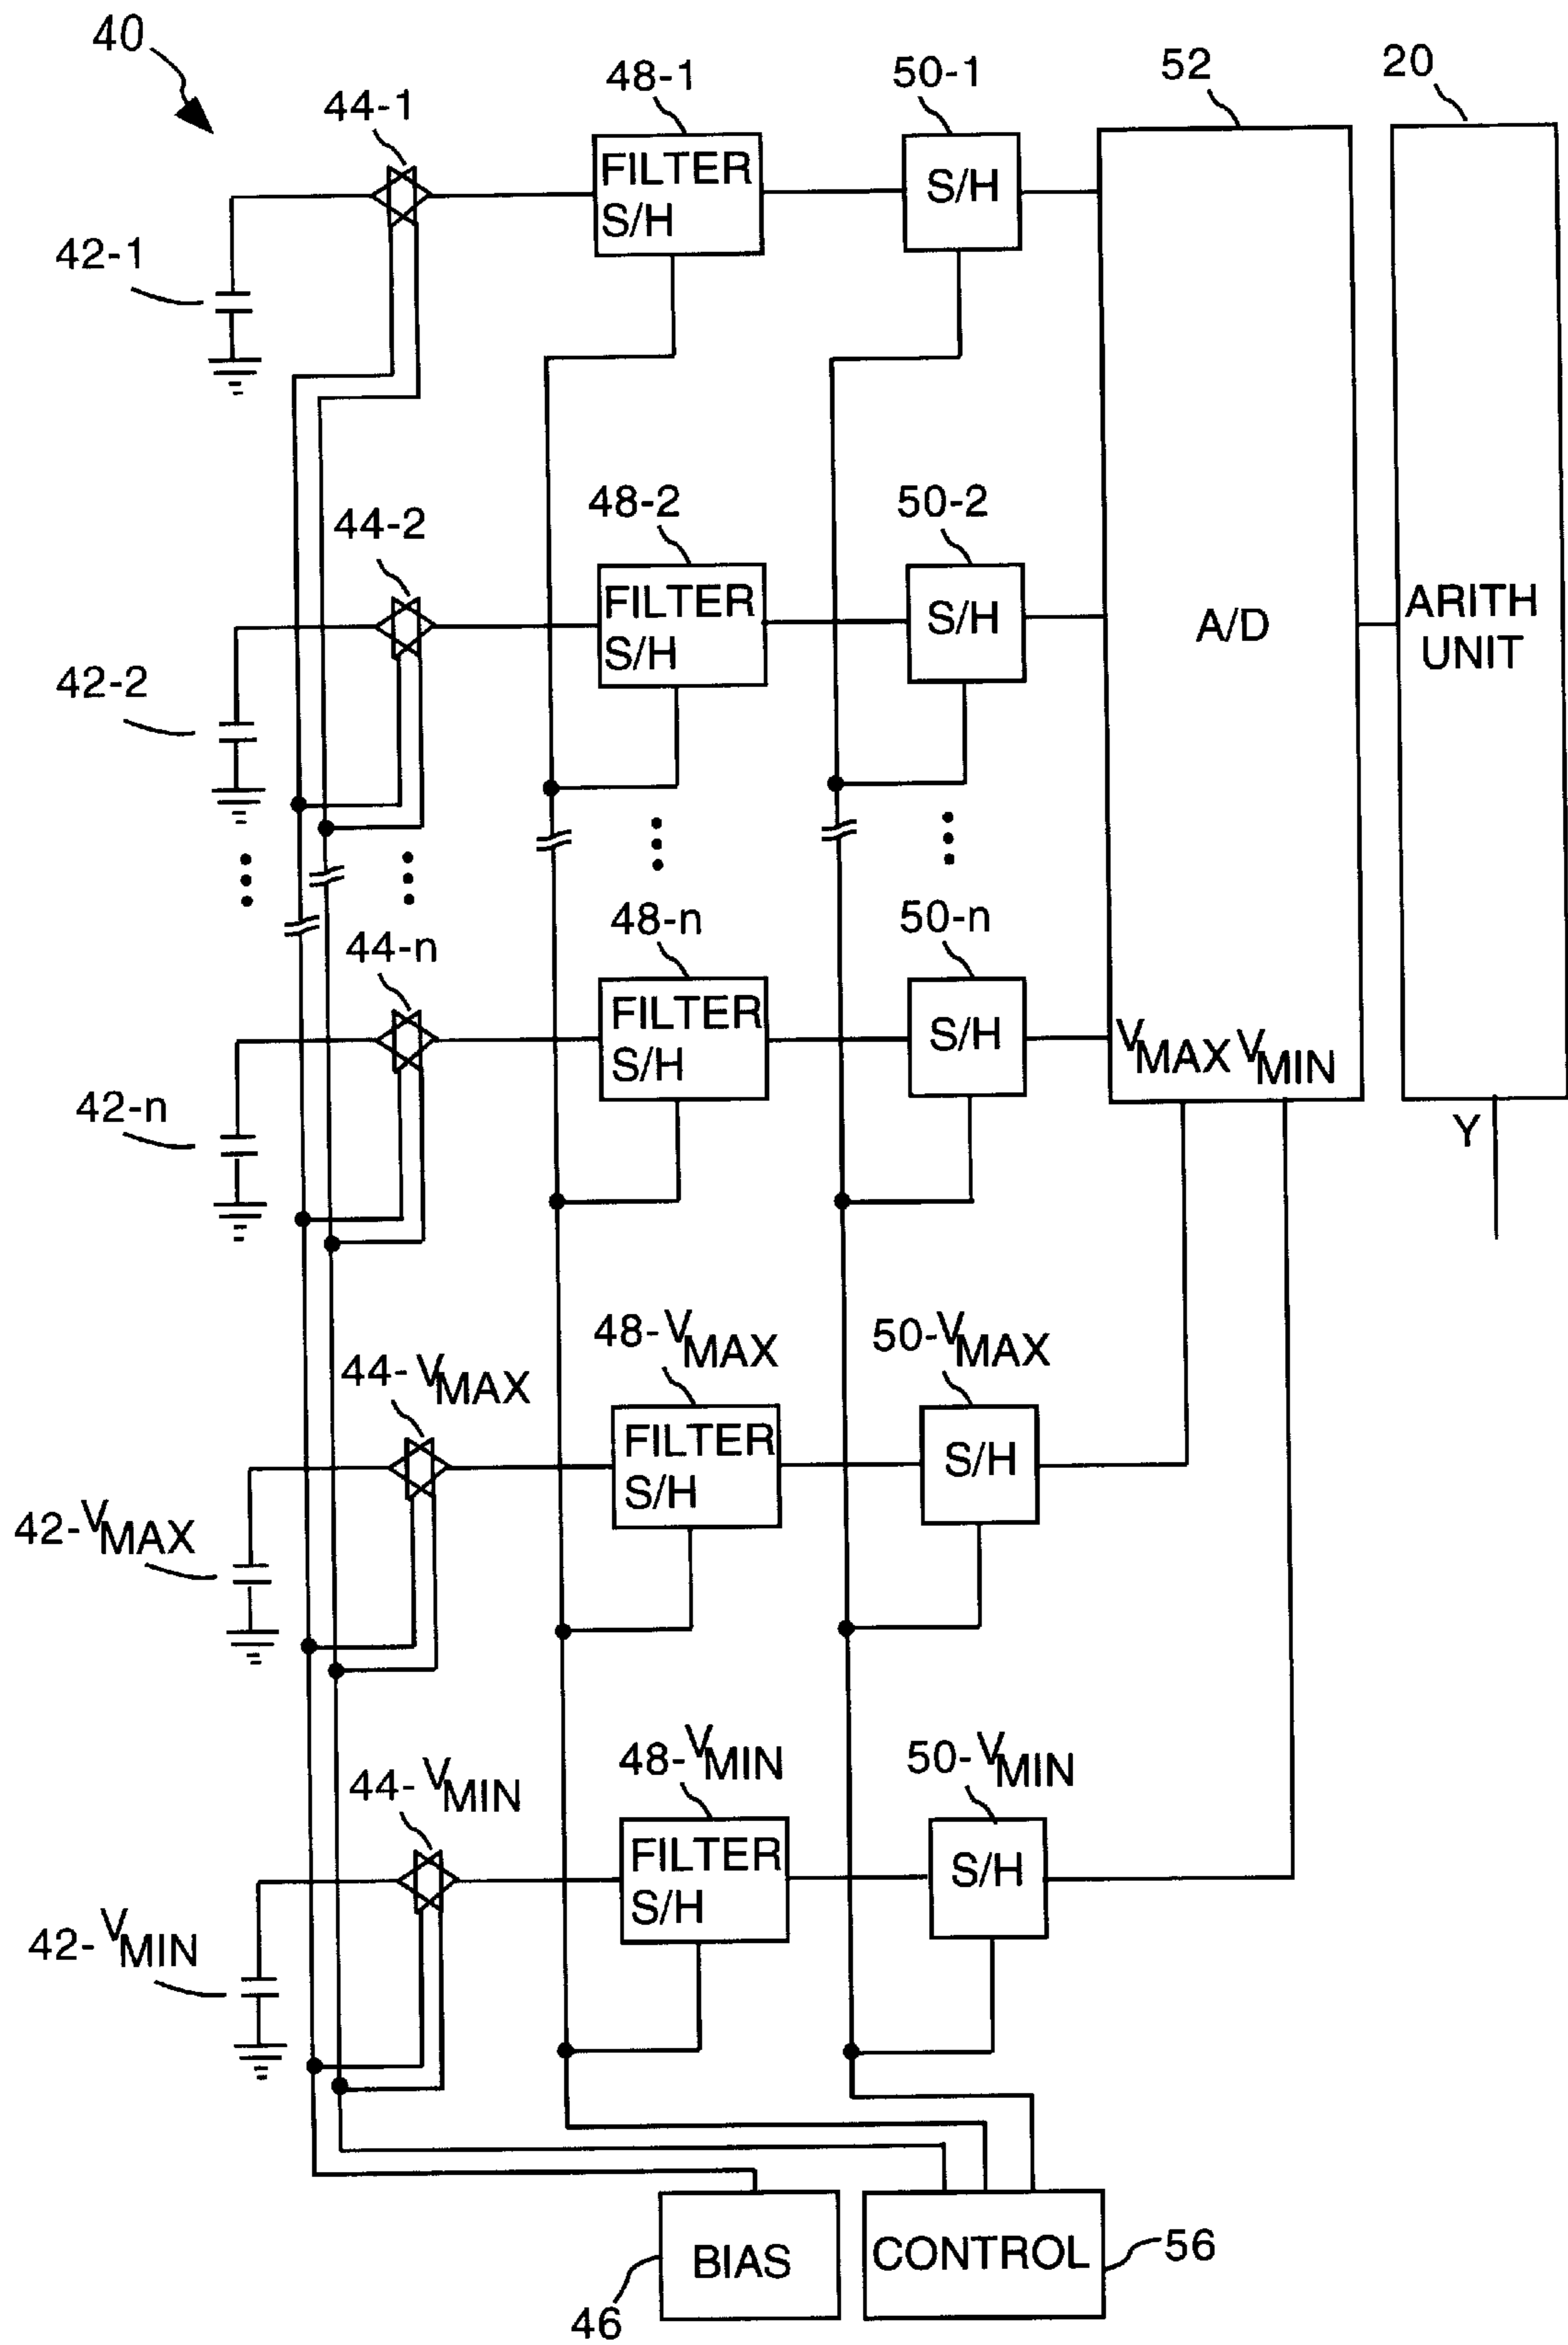 40
44-1
48-1
50-1
52
20
FILTER
S/H
S/H
42-1
44-2
48-2
50-2
FILTER
S/H
S/H
A/D
ARITH
UNIT
42-2
44-n
48-n
50-n
FILTER
S/H
S/H
VMAX VMIN
42-n
Y
44-VMAX
48-VMAX
50-VMAX
FILTER
S/H
S/H
42-VMAX
44-VMIN
48-VMIN
50-VMIN
FILTER
S/H
S/H
42-VMIN
BIAS
CONTROL
56
46